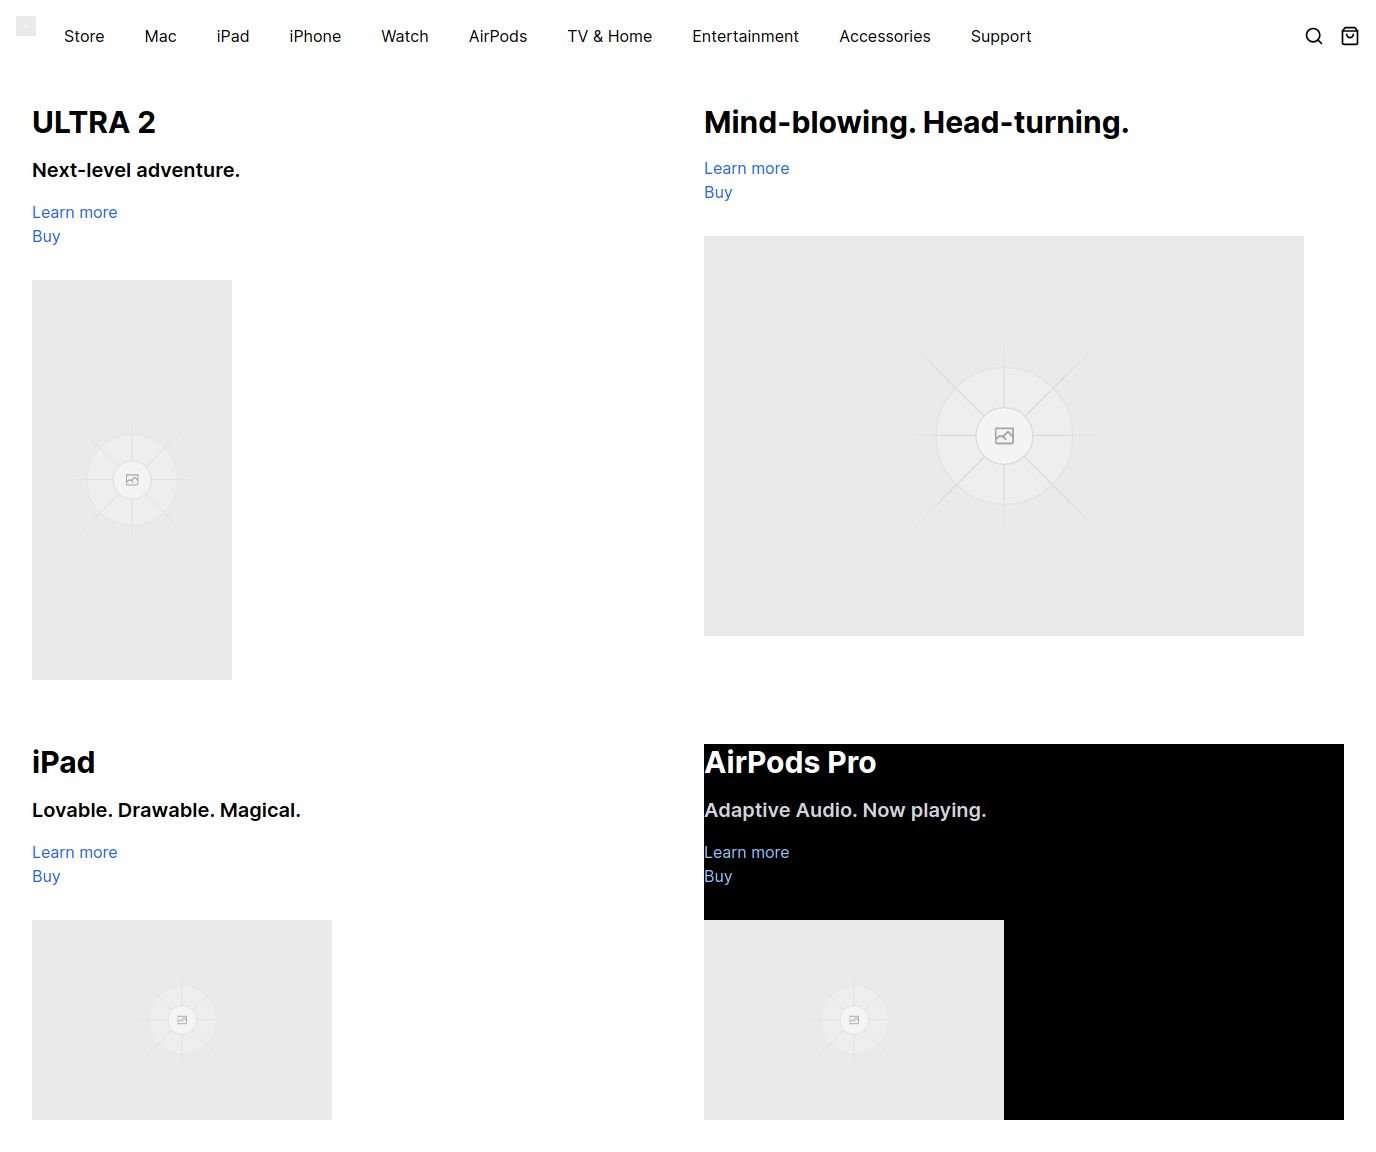 Store Mac iPad iPhone Watch AirPods TV & Home Entertainment Accessories Support
ULTRA 2
Next-level adventure.
Learn more
Buy
Mind-blowing. Head-turning.
Learn more
Buy
iPad
Lovable. Drawable. Magical.
Learn more
Buy
AirPods Pro
Adaptive Audio. Now playing.
Learn more
Buy